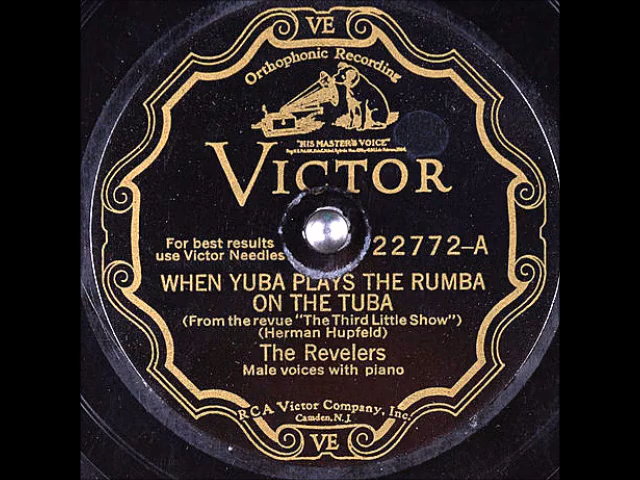 VE
Orthophonic Recording
"HIS MASTER'S VOICE"
VICTOR
For best results
use Victor Needles
22772-A
WHEN YUBA PLAYS THE RUMBA
ON THE TUBA
(From the revue "The Third Little Show")
(Herman Hupfeld)
The Revelers
Male voices with piano
RCA Victor Company, Inc.
Camden, N.J.
VE